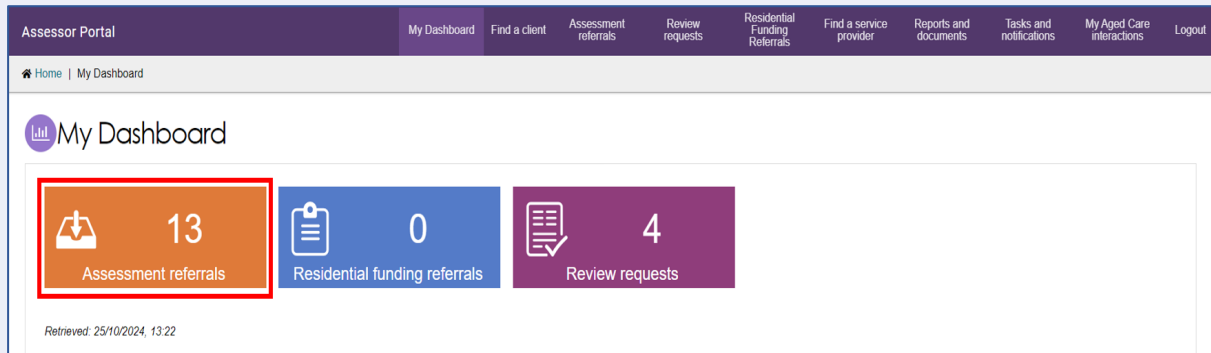 Assessor Portal
My Dashboard
Find a client
Assessment
referrals
Review
requests
Residential
Funding
Referrals
Find a service
provider
Reports and
documents
Tasks and
notifications
My Aged Care
interactions
Logout
Home | My Dashboard
My Dashboard
13
Assessment referrals
0
Residential funding referrals
4
Review requests
Retrieved: 25/10/2024, 13:22